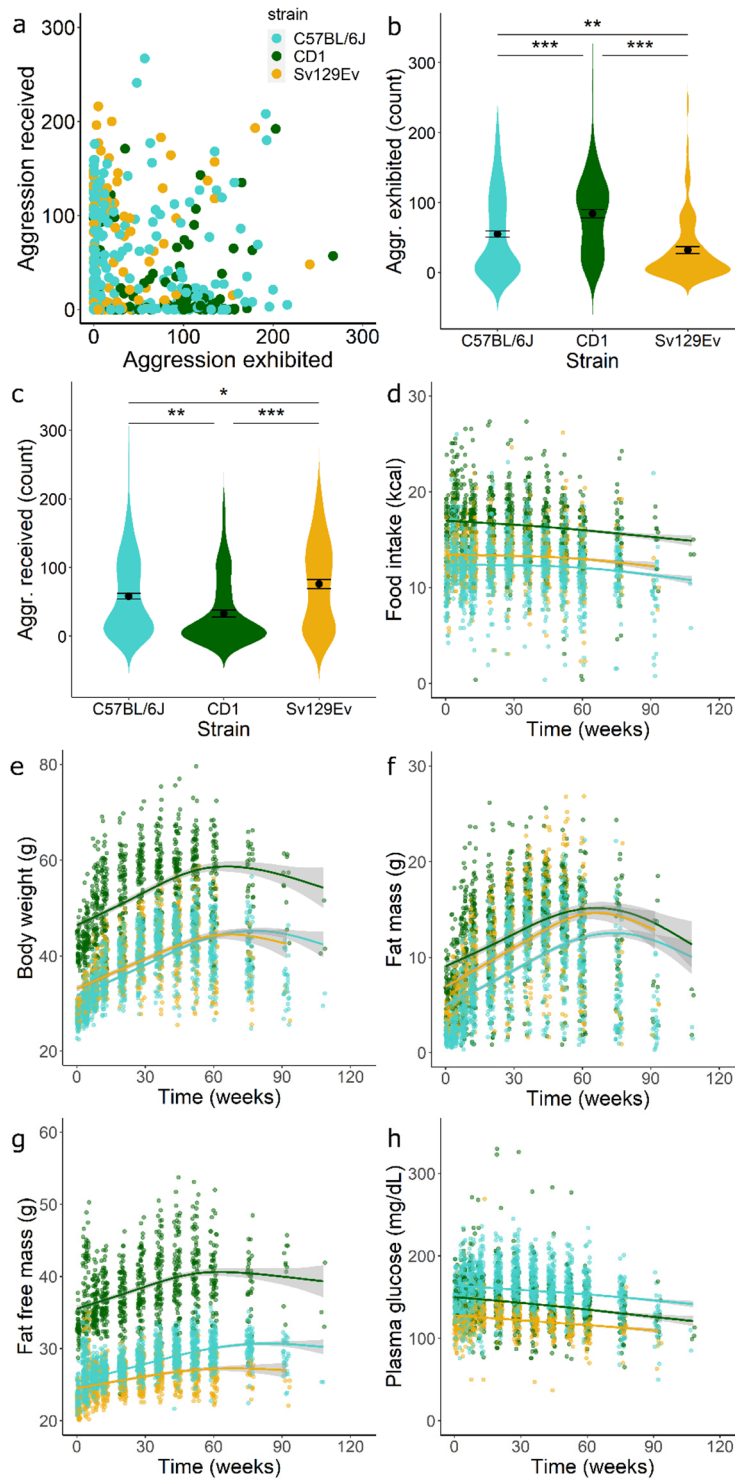 a
strain
C57BL/6J
CD1
Sv129Ev
300
200
100
0
Aggression received
0 100 200 300
Aggression exhibited
b
**
*** ***
300
200
100
0
Aggr. exhibited (count)
C57BL/6J CD1 Sv129Ev
Strain
c
*
** ***
300
200
100
0
Aggr. received (count)
C57BL/6J CD1 Sv129Ev
Strain
d
30
20
10
0
Food intake (kcal)
0 30 60 90 120
Time (weeks)
e
80
60
40
20
Body weight (g)
0 30 60 90 120
Time (weeks)
f
30
20
10
0
Fat mass (g)
0 30 60 90 120
Time (weeks)
g
60
50
40
30
20
Fat free mass (g)
0 30 60 90 120
Time (weeks)
h
300
200
100
0
Plasma glucose (mg/dL)
0 30 60 90 120
Time (weeks)